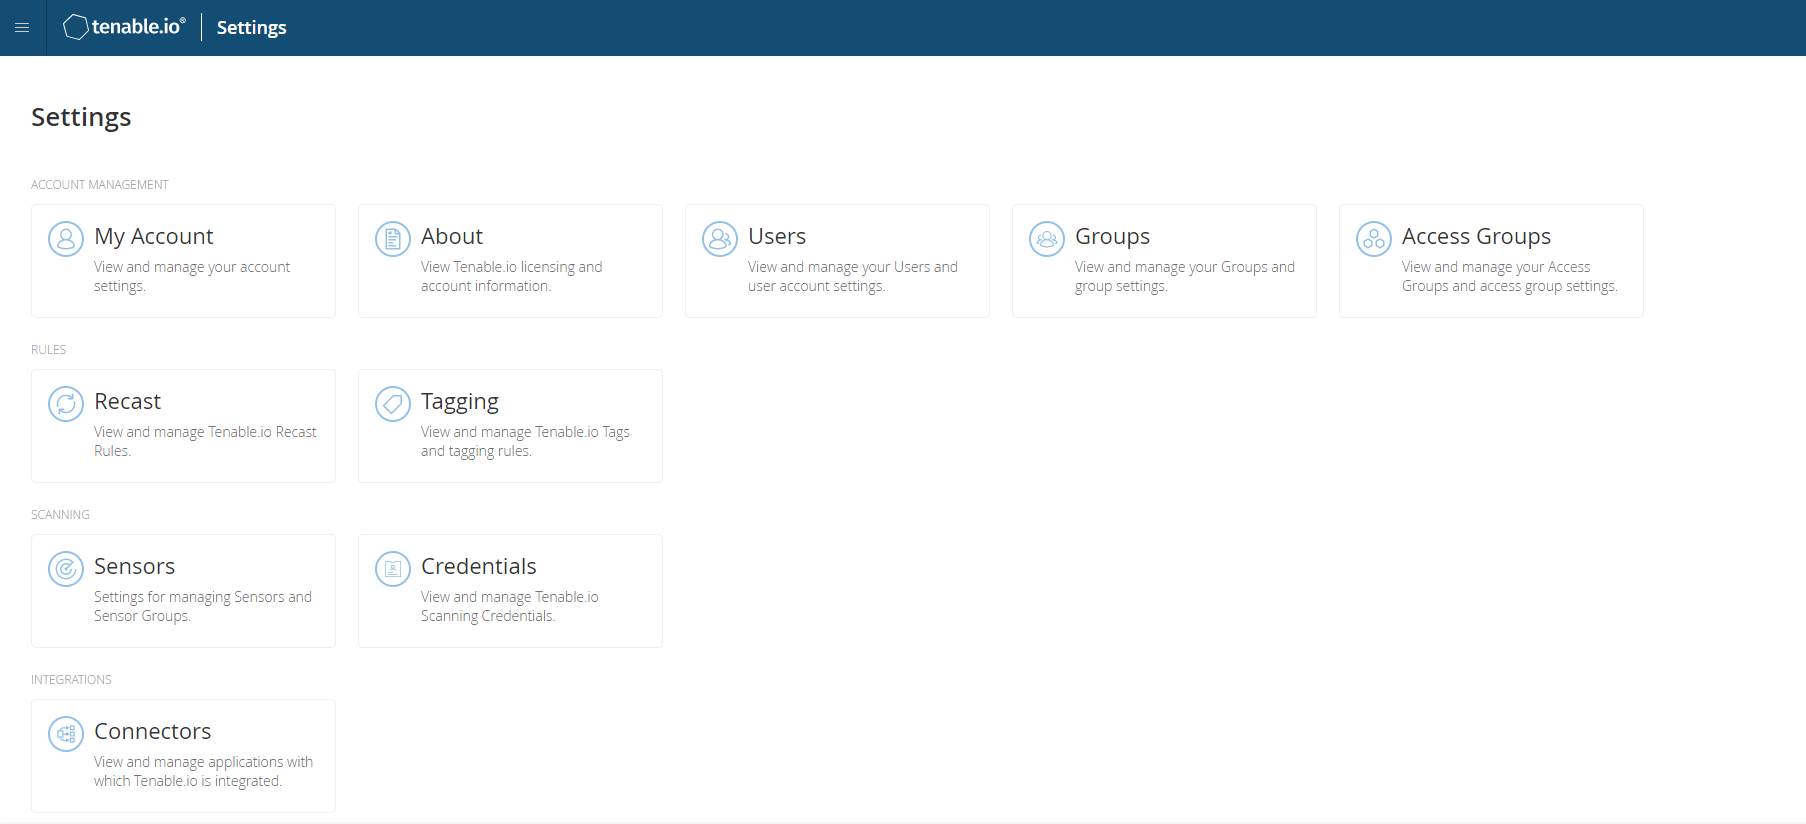 tenable.io® Settings
Settings
ACCOUNT MANAGEMENT
My Account
View and manage your account
settings.
About
View Tenable.io licensing and
account information.
Users
View and manage your Users and
user account settings.
Groups
View and manage your Groups and
group settings.
Access Groups
View and manage your Access
Groups and access group settings.
RULES
Recast
View and manage Tenable.io Recast
Rules.
Tagging
View and manage Tenable.io Tags
and tagging rules.
SCANNING
Sensors
Settings for managing Sensors and
Sensor Groups.
Credentials
View and manage Tenable.io
Scanning Credentials.
INTEGRATIONS
Connectors
View and manage applications with
which Tenable.io is integrated.